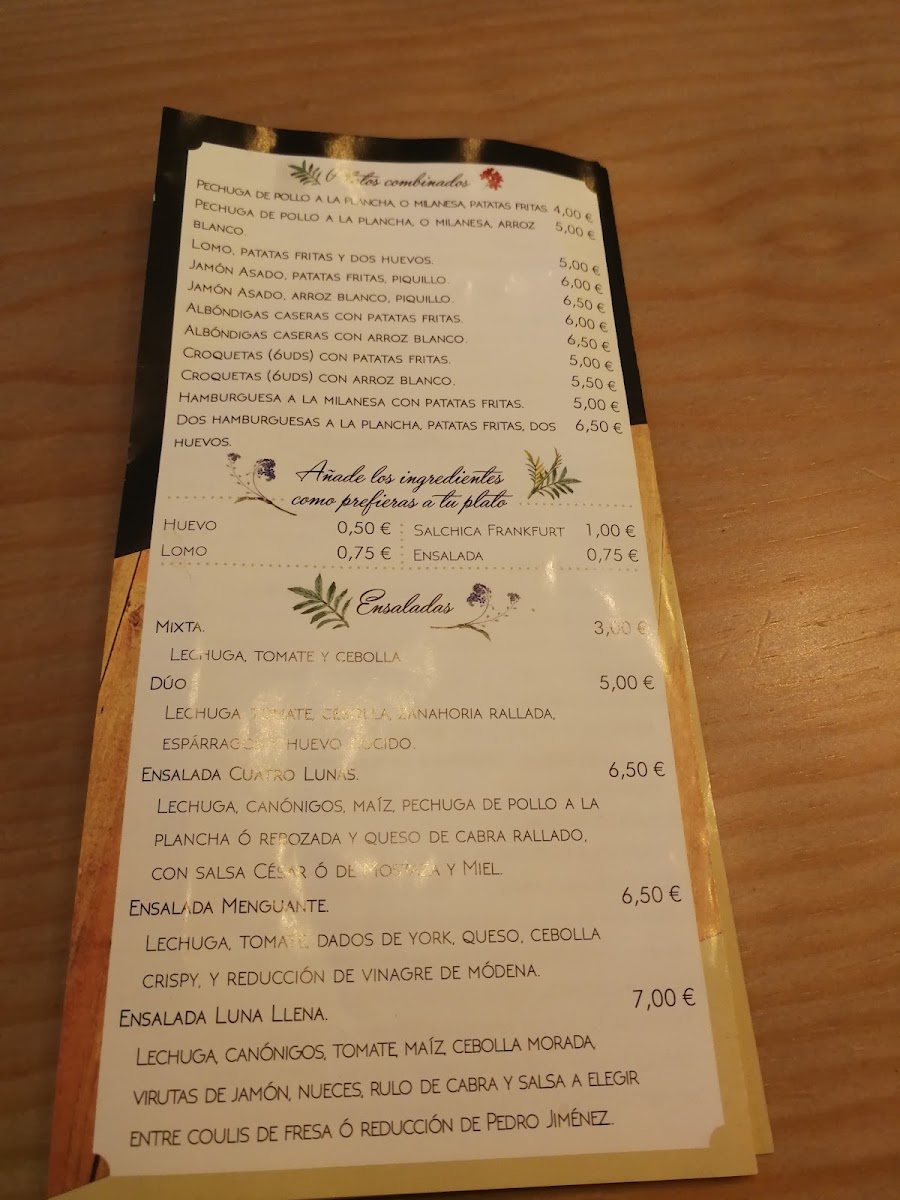 Platos combinados
PECHUGA DE POLLO A LA PLANCHA, O MILANESA, PATATAS FRITAS 4,00 €
PECHUGA DE POLLO A LA PLANCHA, O MILANESA, ARROZ 5,00 €
BLANCO.
LOMO, PATATAS FRITAS Y DOS HUEVOS. 5,00 €
JAMÓN ASADO, PATATAS FRITAS, PIQUILLO. 6,00 €
JAMÓN ASADO, ARROZ BLANCO, PIQUILLO. 6,50 €
ALBÓNDIGAS CASERAS CON PATATAS FRITAS. 6,00 €
ALBÓNDIGAS CASERAS CON ARROZ BLANCO. 6,50 €
CROQUETAS (6UDS) CON PATATAS FRITAS. 5,00 €
CROQUETAS (6UDS) CON ARROZ BLANCO. 5,50 €
HAMBURGUESA A LA MILANESA CON PATATAS FRITAS. 5,00 €
DOS HAMBURGUESAS A LA PLANCHA, PATATAS FRITAS, DOS 6,50 €
HUEVOS.
Añade los ingredientes
como prefieras a tu plato
HUEVO 0,50 € SALCHICA FRANKFURT 1,00 €
LOMO 0,75 € ENSALADA 0,75 €
Ensaladas
MIXTA. 3,00 €
LECHUGA, TOMATE Y CEBOLLA
DÚO 5,00 €
LECHUGA, TOMATE, CEBOLLA, ZANAHORIA RALLADA,
ESPÁRRAGOS Y HUEVO COCIDO.
ENSALADA CUATRO LUNAS. 6,50 €
LECHUGA, CANÓNIGOS, MAÍZ, PECHUGA DE POLLO A LA
PLANCHA Ó REBOZADA Y QUESO DE CABRA RALLADO,
CON SALSA CÉSAR Ó DE MOSTAZA Y MIEL.
ENSALADA MENGUANTE. 6,50 €
LECHUGA, TOMATE, DADOS DE YORK, QUESO, CEBOLLA
CRISPY, Y REDUCCIÓN DE VINAGRE DE MÓDENA.
ENSALADA LUNA LLENA. 7,00 €
LECHUGA, CANÓNIGOS, TOMATE, MAÍZ, CEBOLLA MORADA,
VIRUTAS DE JAMÓN, NUECES, RULO DE CABRA Y SALSA A ELEGIR
ENTRE COULIS DE FRESA Ó REDUCCIÓN DE PEDRO JIMÉNEZ.